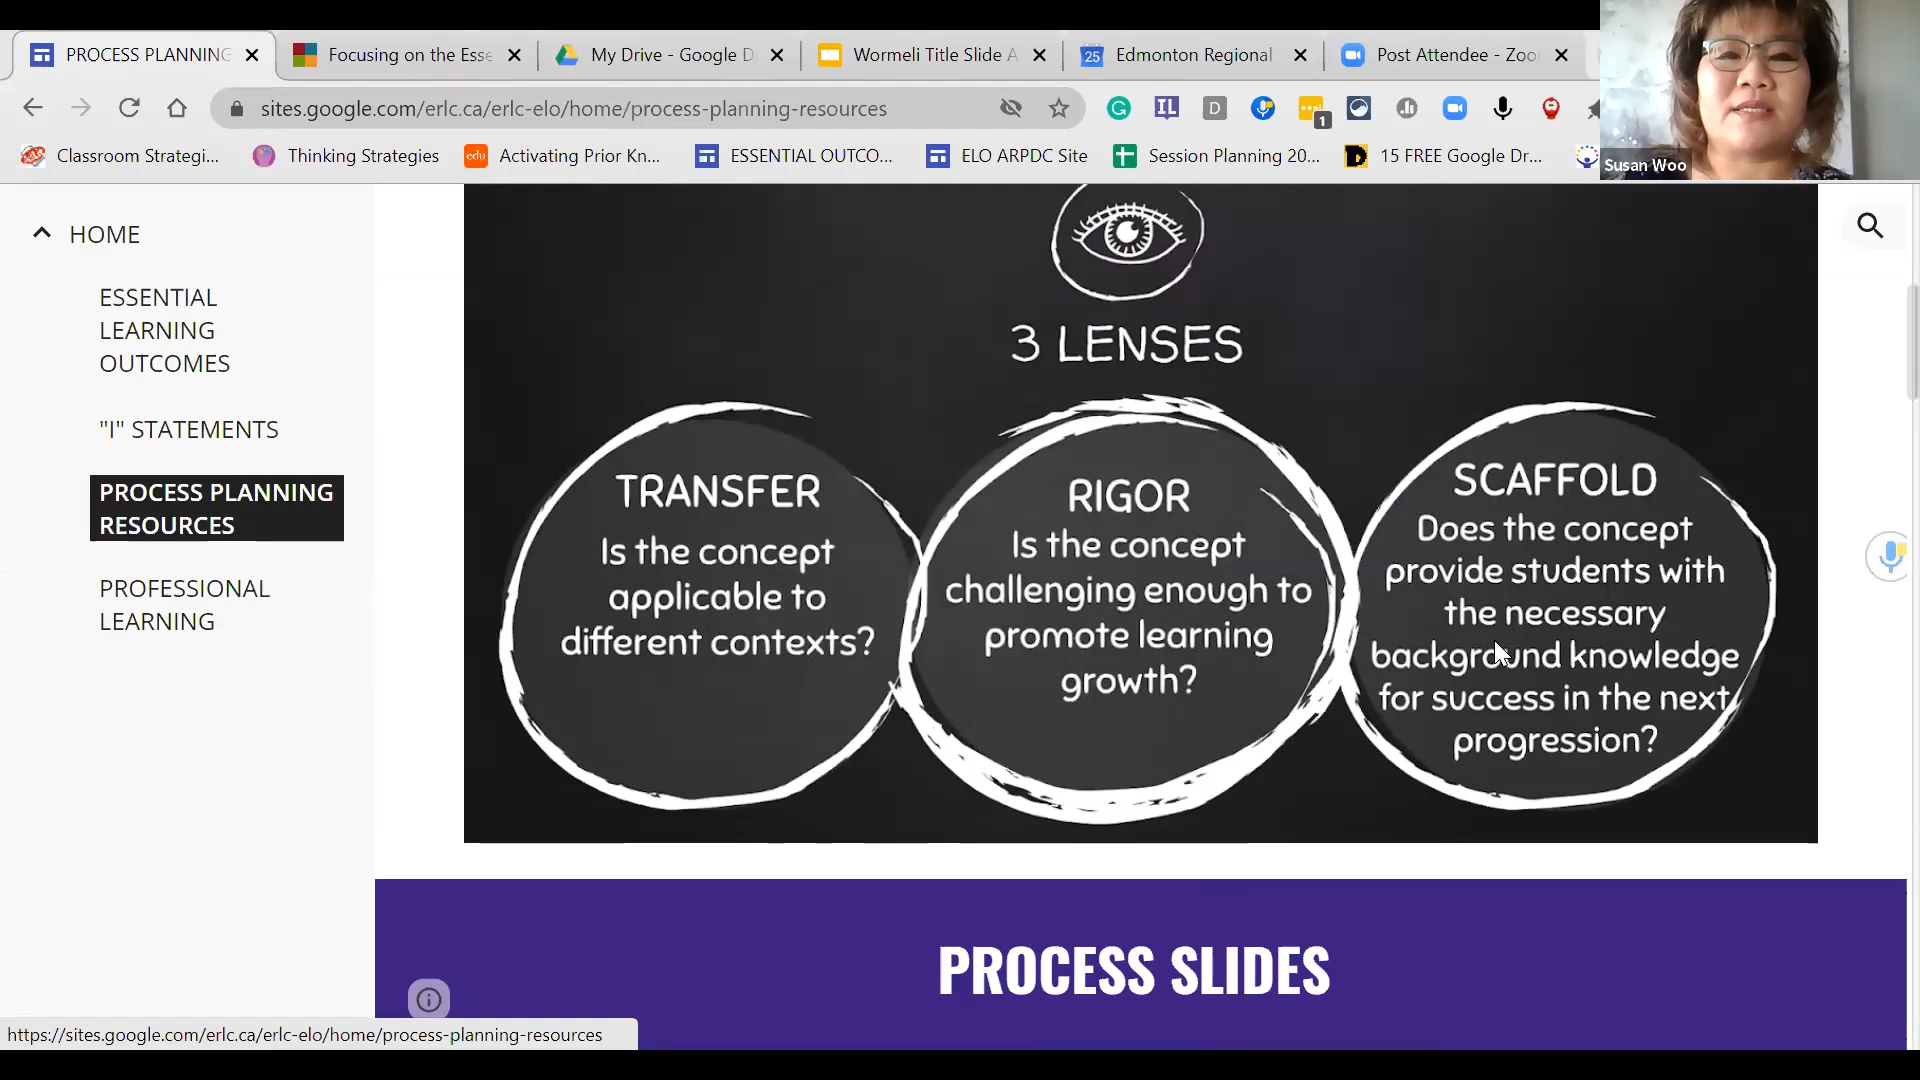 PROCESS PLANNING
Focusing on the Esse
My Drive - Google D
Wormeli Title Slide A
25
Edmonton Regional
Post Attendee - Zoo
sites.google.com/erlc.ca/erlc-elo/home/process-planning-resources
G
IL
D
1
Classroom Strategi...
Thinking Strategies
edu
Activating Prior Kn...
ESSENTIAL OUTCO...
ELO ARPDC Site
Session Planning 20...
D
15 FREE Google Dr...
Susan Woo
HOME
ESSENTIAL
LEARNING
OUTCOMES
"I" STATEMENTS
PROCESS PLANNING
RESOURCES
PROFESSIONAL
LEARNING
3 LENSES
TRANSFER
Is the concept
applicable to
different contexts?
RIGOR
Is the concept
challenging enough to
promote learning
growth?
SCAFFOLD
Does the concept
provide students with
the necessary
background knowledge
for success in the next
progression?
PROCESS SLIDES
https://sites.google.com/erlc.ca/erlc-elo/home/process-planning-resources